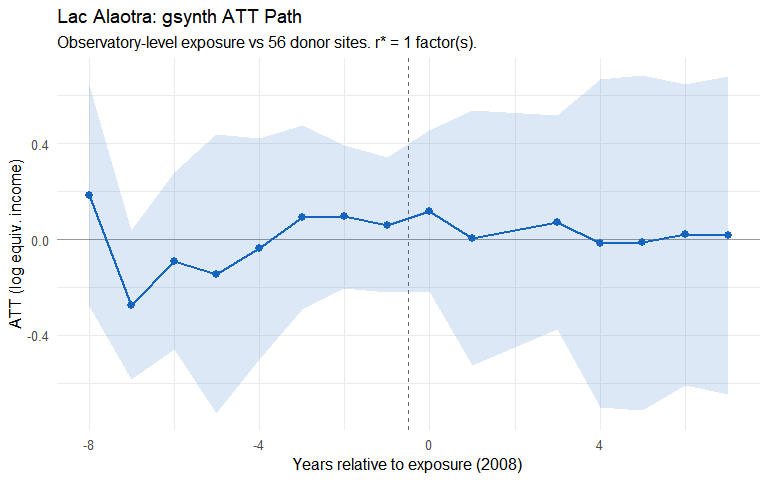 Lac Alaotra: gsynth ATT Path
Observatory-level exposure vs 56 donor sites. r* = 1 factor(s).
ATT (log equiv. income)
0.4
0.0
-0.4
-8
-4
0
4
Years relative to exposure (2008)